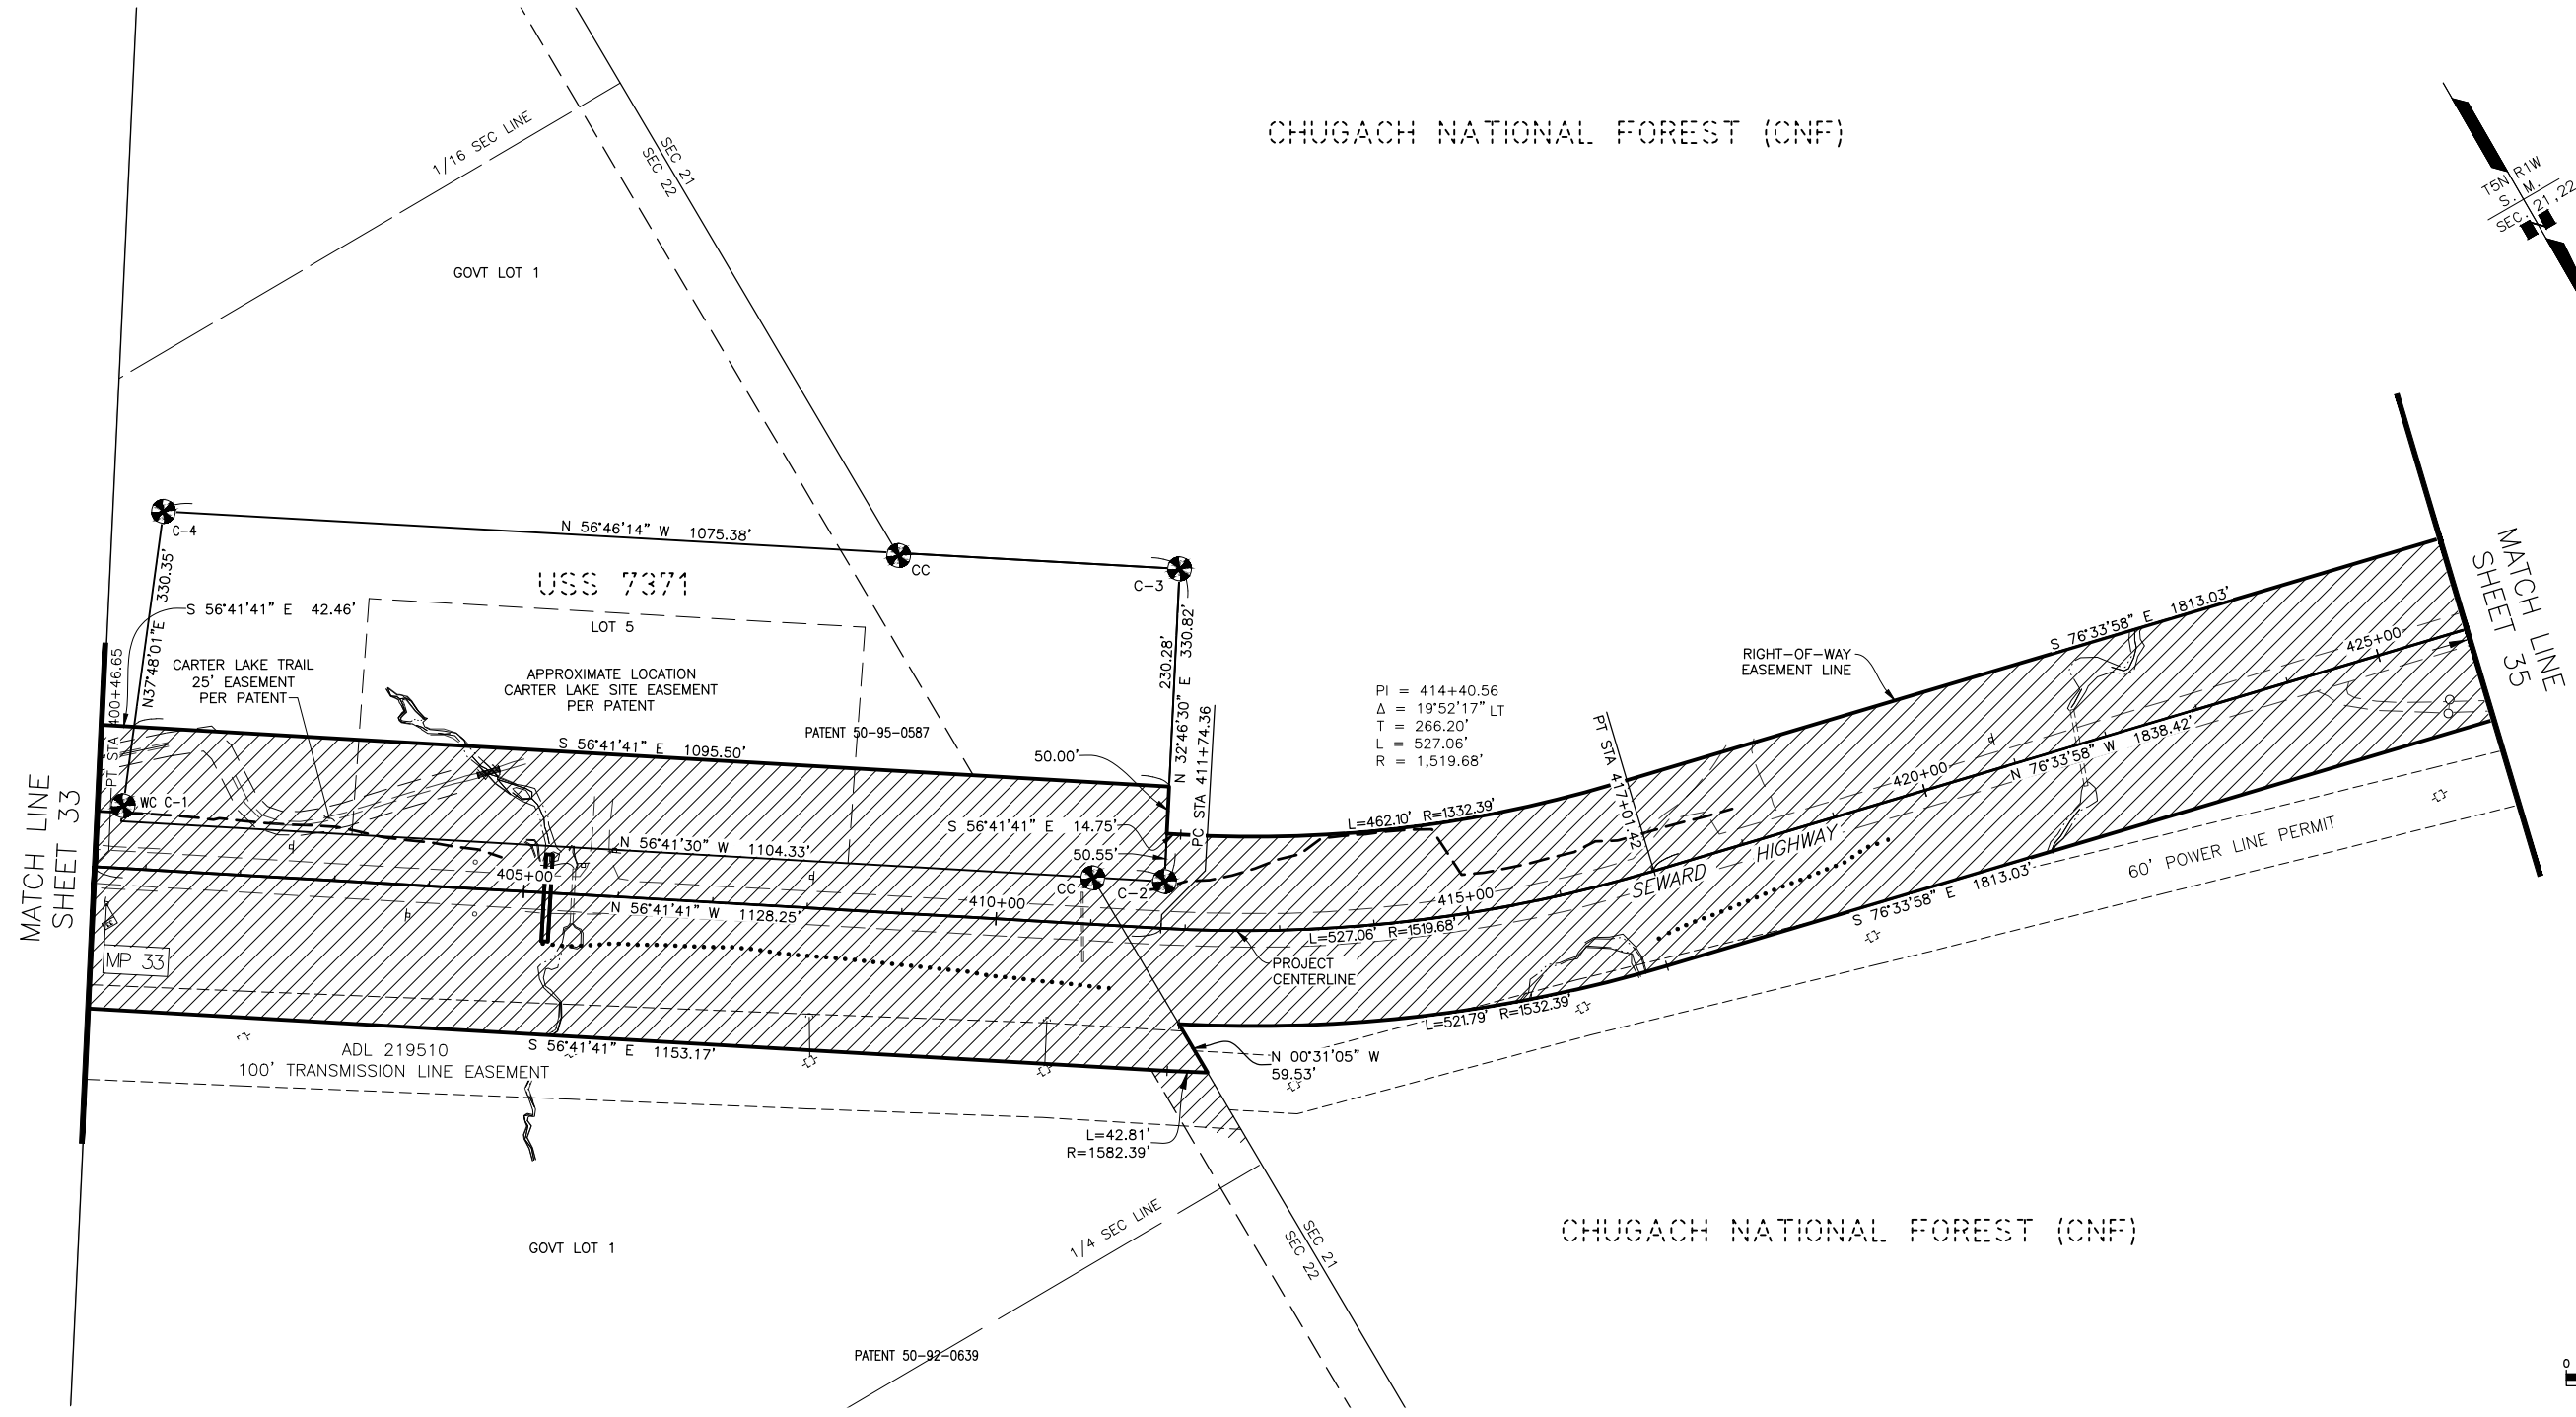 CHUGACH NATIONAL FOREST (CNF)
T5N R1W
S. M.
SEC. 21,22
1/16 SEC LINE
SEC 21
SEC 22
GOVT LOT 1
C-4
N 56°46'14" W 1075.38'
CC
C-3
USS 7371
N37°48'01"E 330.35'
S 56°41'41" E 42.46'
LOT 5
230.28'
N 32°46'30" E 330.82'
CARTER LAKE TRAIL
25' EASEMENT
PER PATENT
APPROXIMATE LOCATION
CARTER LAKE SITE EASEMENT
PER PATENT
PATENT 50-95-0587
PT STA 400+46.65
S 56°41'41" E 1095.50'
50.00'
PC STA 411+74.36
PI = 414+40.56
Δ = 19°52'17" LT
T = 266.20'
L = 527.06'
R = 1,519.68'
PT STA 417+01.42
RIGHT-OF-WAY
EASEMENT LINE
S 76°33'58" E 1813.03'
425+00
MATCH LINE
SHEET 35
MATCH LINE
SHEET 33
WC C-1
S 56°41'41" E 14.75'
50.55'
L=462.10' R=1332.39'
N 56°41'30" W 1104.33'
405+00
CC
C-2
410+00
N 56°41'41" W 1128.25'
415+00
420+00
N 76°33'58" W 1838.42'
SEWARD HIGHWAY
L=527.06' R=1519.68'
PROJECT
CENTERLINE
MP 33
S 76°33'58" E 1813.03'
60' POWER LINE PERMIT
L=521.79' R=1532.39'
S 56°41'41" E 1153.17'
ADL 219510
100' TRANSMISSION LINE EASEMENT
N 00°31'05" W
59.53'
L=42.81'
R=1582.39'
GOVT LOT 1
1/4 SEC LINE
SEC 21
SEC 22
CHUGACH NATIONAL FOREST (CNF)
PATENT 50-92-0639
0